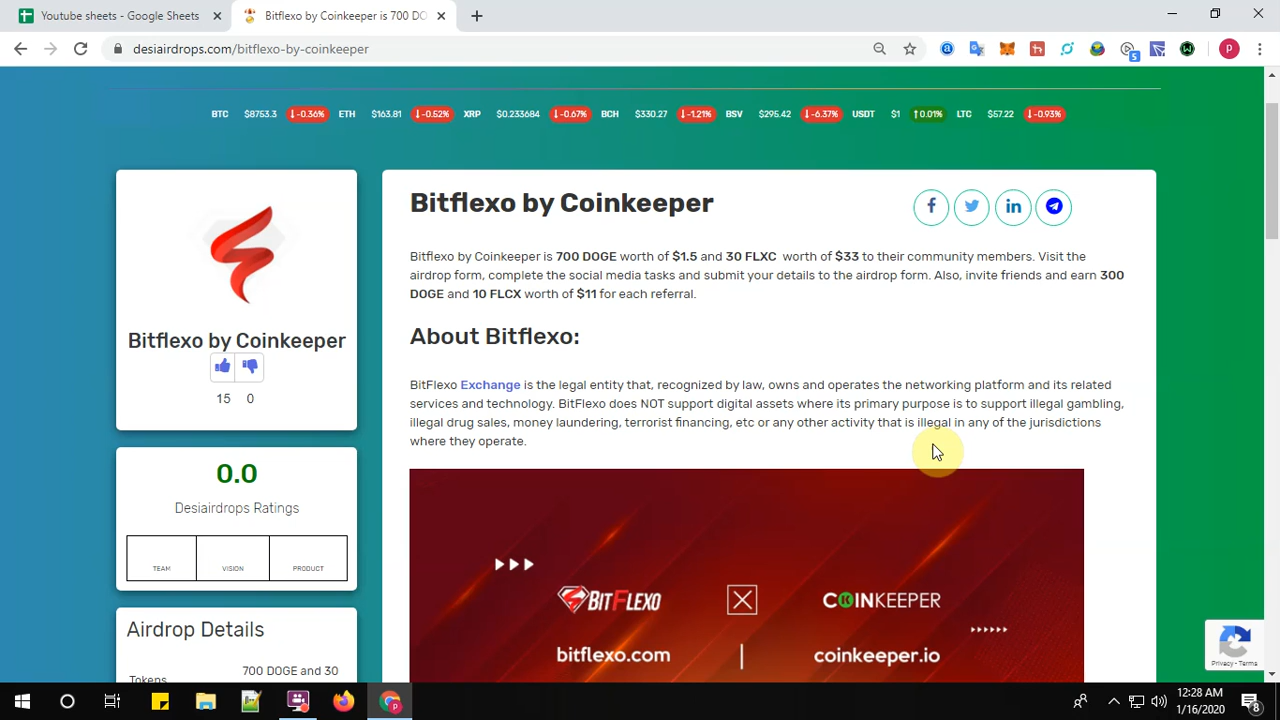 Youtube sheets - Google Sheets
Bitflexo by Coinkeeper is 700 DO
desiairdrops.com/bitflexo-by-coinkeeper
BTC $8753.3 ↓-0.36% ETH $163.81 ↓-0.52% XRP $0.233684 ↓-0.67% BCH $330.27 ↓-1.21% BSV $295.42 ↓-6.37% USDT $1 ↑0.01% LTC $57.22 ↓-0.93%
Bitflexo by Coinkeeper
15 0
0.0
Desiairdrops Ratings
TEAM VISION PRODUCT
Airdrop Details
Tokens 700 DOGE and 30
Bitflexo by Coinkeeper
Bitflexo by Coinkeeper is 700 DOGE worth of $1.5 and 30 FLXC worth of $33 to their community members. Visit the
airdrop form, complete the social media tasks and submit your details to the airdrop form. Also, invite friends and earn 300
DOGE and 10 FLCX worth of $11 for each referral.
About Bitflexo:
BitFlexo Exchange is the legal entity that, recognized by law, owns and operates the networking platform and its related
services and technology. BitFlexo does NOT support digital assets where its primary purpose is to support illegal gambling,
illegal drug sales, money laundering, terrorist financing, etc or any other activity that is illegal in any of the jurisdictions
where they operate.
BITFLEXO COINKEEPER
bitflexo.com | coinkeeper.io
Privacy - Terms
12:28 AM
1/16/2020